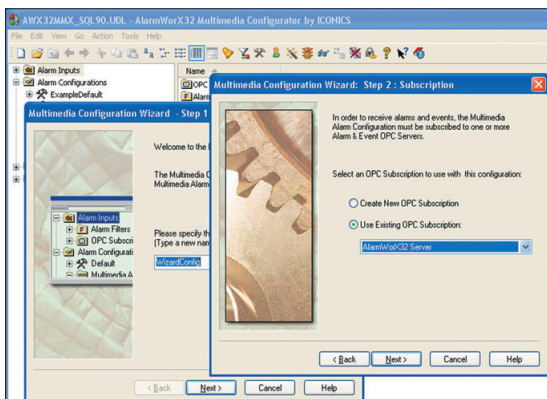 AWX32MMX_SQL90.UDL - AlarmWorX32 Multimedia Configurator by ICONICS
File Edit View Go Action Tools Help
Alarm Inputs
Alarm Configurations
ExampleDefault
Name
OPC
Alarm
Multimedia Configuration Wizard - Step 1
Welcome to the
The Multimedia C
Multimedia Alarm
Please specify th
(Type a new nam
WizardConfig
Alarm Inputs
Alarm Filters
OPC Subscri
Alarm Configurati
Default
Multimedia A
< Back Next > Cancel Help
Multimedia Configuration Wizard: Step 2 : Subscription
In order to receive alarms and events, the Multimedia
Alarm Configuration must be subscribed to one or more
Alarm & Event OPC Servers.
Select an OPC Subscription to use with this configuration:
Create New OPC Subscription
Use Existing OPC Subscription:
AlarmWorX32 Server
< Back Next > Cancel Help